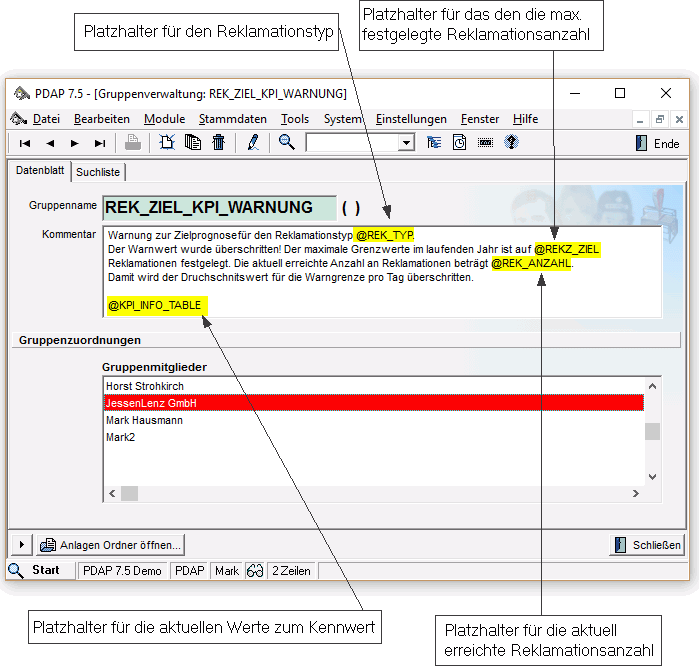 Platzhalter für den Reklamationstyp
Platzhalter für das den die max.
festgelegte Reklamationsanzahl
PDAP 7.5 - [Gruppenverwaltung: REK_ZIEL_KPI_WARNUNG]
Datei Bearbeiten Module Stammdaten Tools System Einstellungen Fenster Hilfe
Ende
Datenblatt Suchliste
Gruppenname REK_ZIEL_KPI_WARNUNG ( )
Kommentar Warnung zur Zielprognosefür den Reklamationstyp @REK_TYP.
Der Warnwert wurde überschritten! Der maximale Grenzwerte im laufenden Jahr ist auf @REKZ_ZIEL
Reklamationen festgelegt. Die aktuell erreichte Anzahl an Reklamationen beträgt @REK_ANZAHL.
Damit wird der Druchschnitswert für die Warngrenze pro Tag überschritten.
@KPI_INFO_TABLE
Gruppenzuordnungen
Gruppenmitglieder
Horst Strohkirch
JessenLenz GmbH
Mark Hausmann
Mark2
Anlagen Ordner öffnen... Schließen
Start PDAP 7.5 Demo PDAP Mark 2 Zeilen
Platzhalter für die aktuellen Werte zum Kennwert
Platzhalter für die aktuell
erreichte Reklamationsanzahl